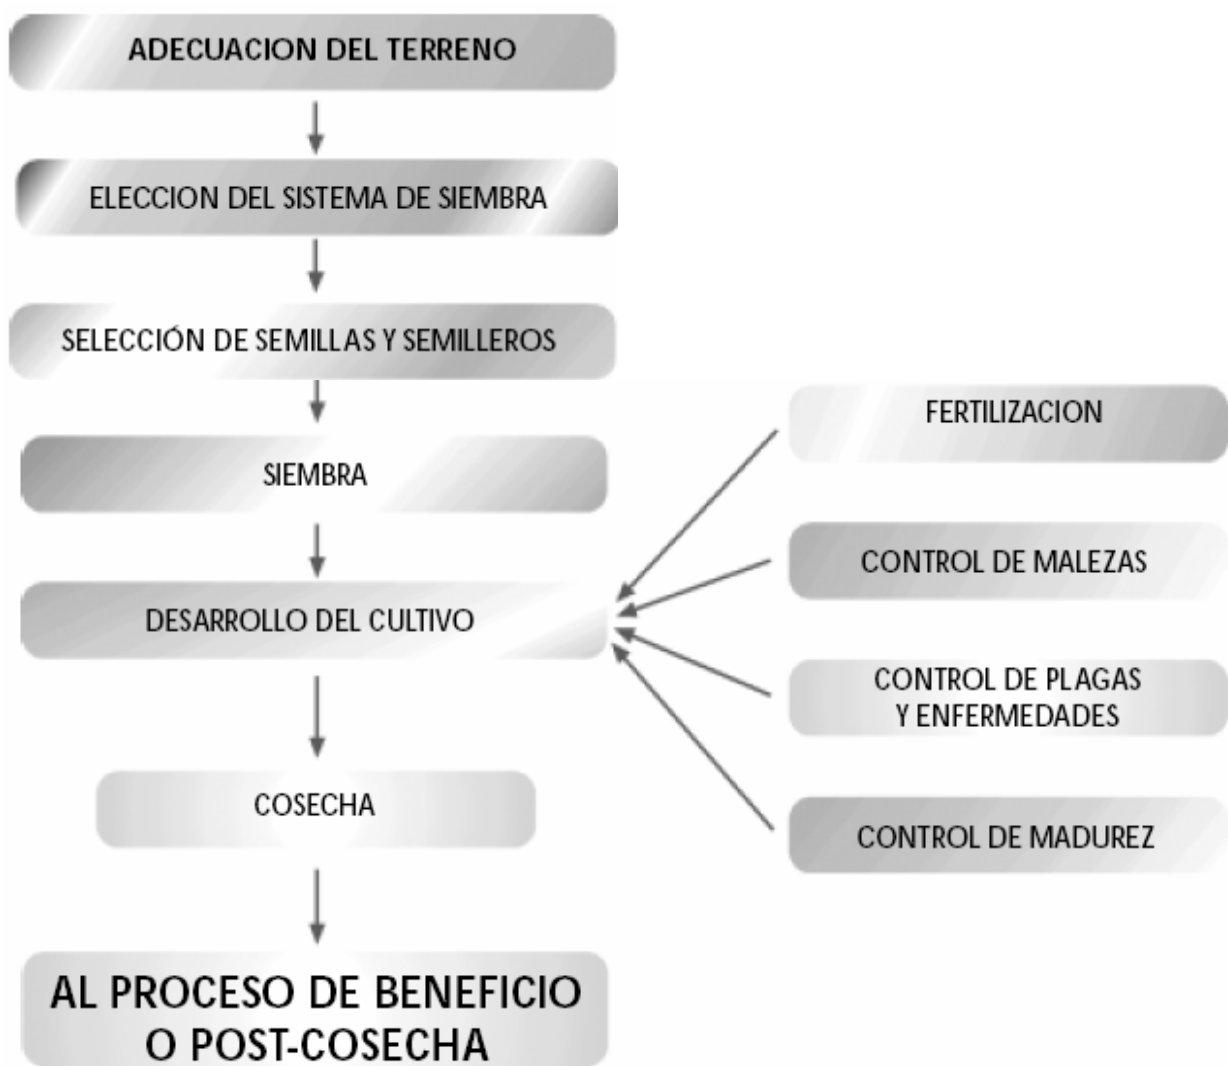 ADECUACION DEL TERRENO
ELECCION DEL SISTEMA DE SIEMBRA
SELECCIÓN DE SEMILLAS Y SEMILLEROS
SIEMBRA
DESARROLLO DEL CULTIVO
COSECHA
AL PROCESO DE BENEFICIO
O POST-COSECHA
FERTILIZACION
CONTROL DE MALEZAS
CONTROL DE PLAGAS
Y ENFERMEDADES
CONTROL DE MADUREZ